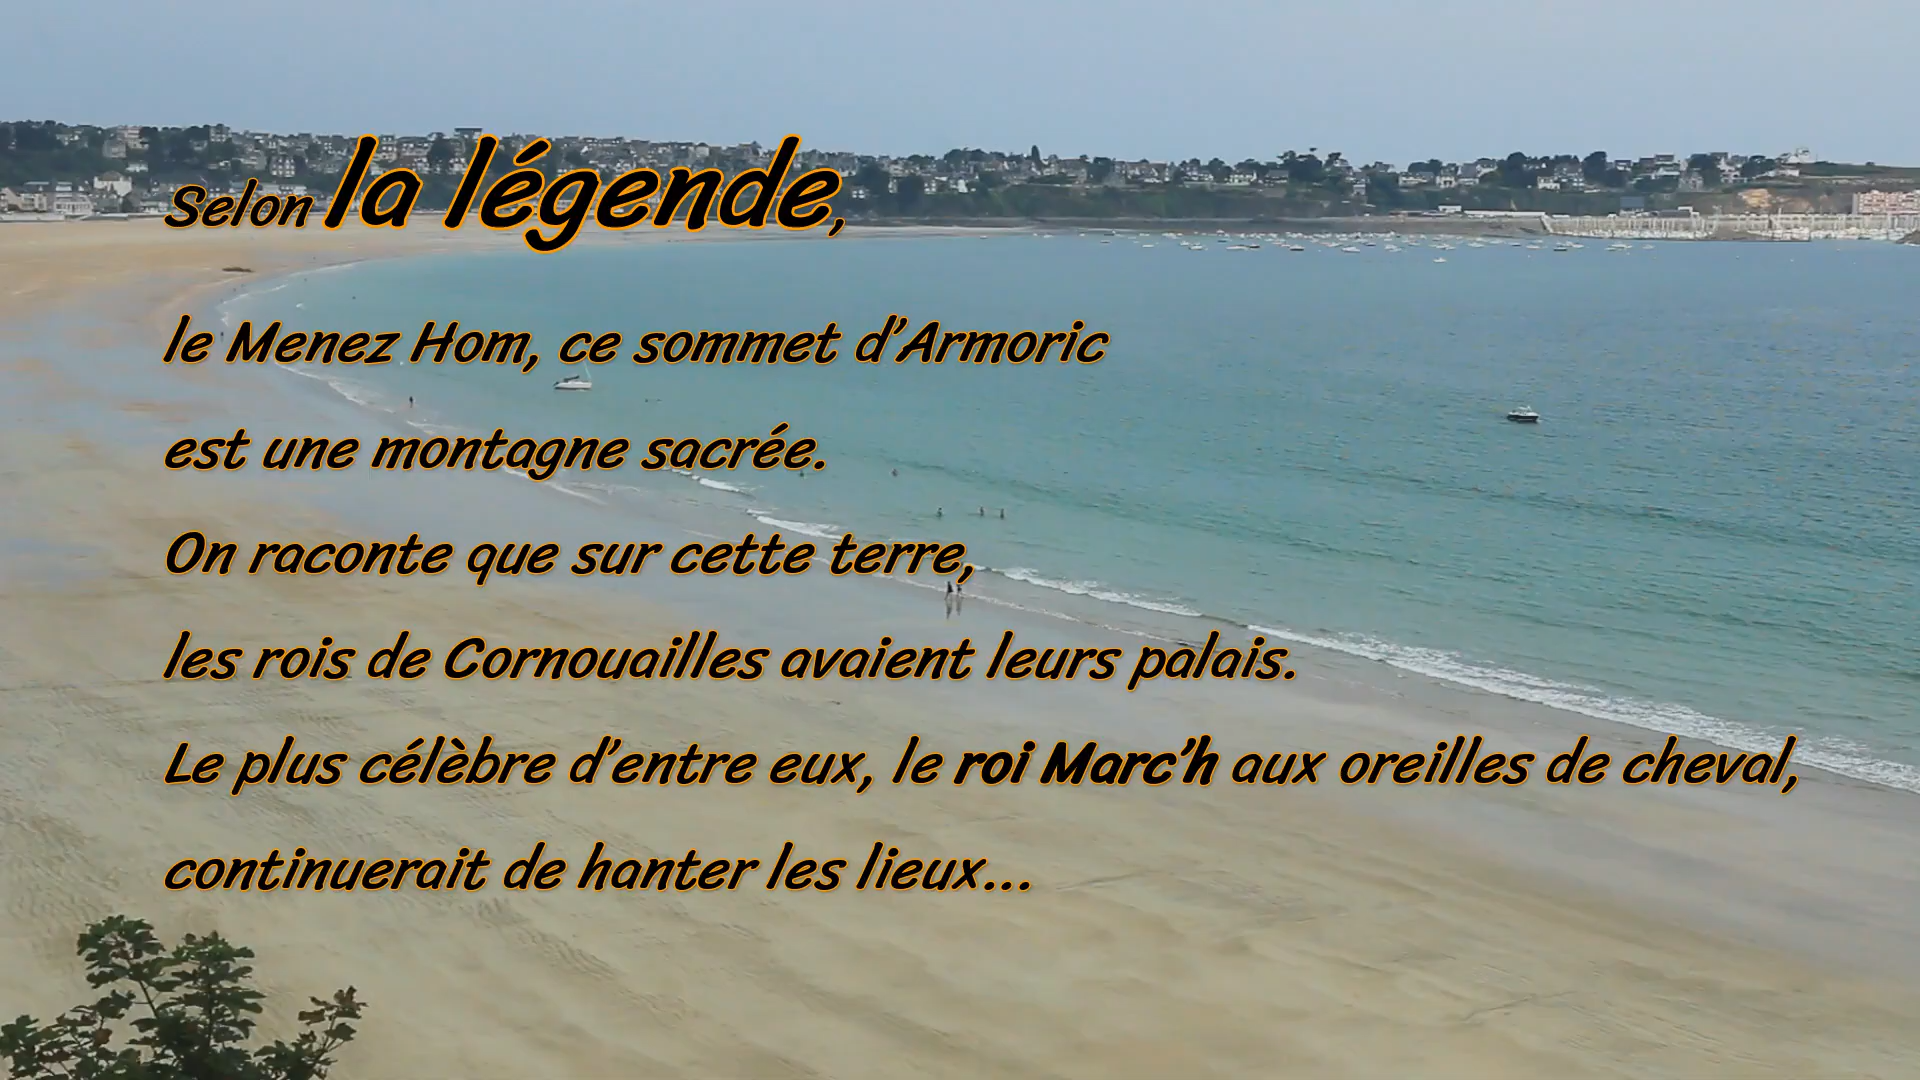 Selon la légende,
le Menez Hom, ce sommet d’Armoric
est une montagne sacrée.
On raconte que sur cette terre,
les rois de Cornouailles avaient leurs palais.
Le plus célèbre d’entre eux, le roi Marc’h aux oreilles de cheval,
continuerait de hanter les lieux...